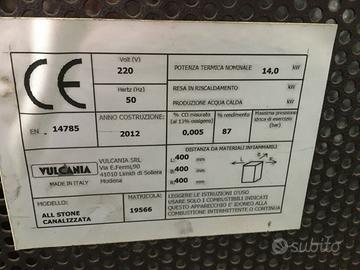 CE
Volt (V)
220
Hertz (Hz)
50
POTENZA TERMICA NOMINALE 14,0 kW
RESA IN RISCALDAMENTO kW
PRODUZIONE ACQUA CALDA kW
EN - 14785
ANNO COSTRUZIONE:
2012
% CO misurato
(al 13% ossigeno)
0.005
% rendimento
87
Massima pressione
idrica di esercizio
(bar)
VULCANIA
MADE IN ITALY
VULCANIA SRL
Via E.Fermi,90
41010 Limidi di Soliera
Modena
DISTANZA DA MATERIALI INFIAMMABILI
400 mm
400 mm
400 mm
MODELLO:
ALL STONE
CANALIZZATA
MATRICOLA:
19566
LEGGERE LE ISTRUZIONI D'USO
USARE SOLO I COMBUSTIBILI INDICATI
QUESTO APPARECCHIO E' IDONEO ALLA
COMBUSTIONE INTERMITTENTE O CONTINUA
subito